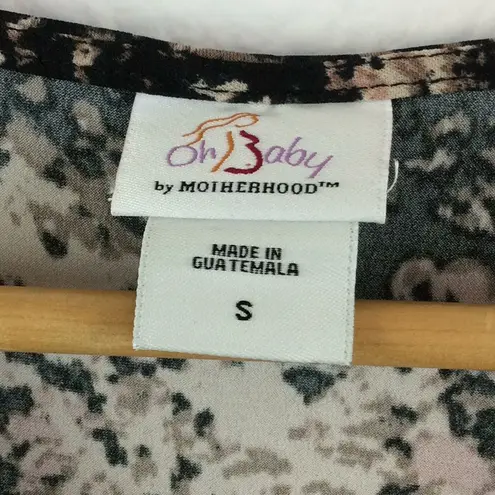 Oh Baby
by MOTHERHOOD™
MADE IN
GUATEMALA
S